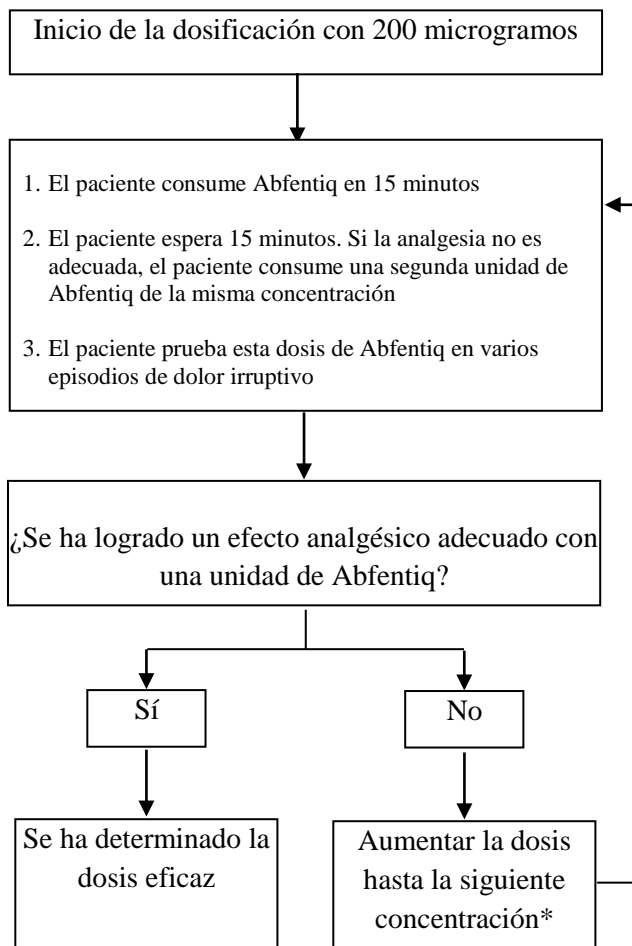 Inicio de la dosificación con 200 microgramos
1. El paciente consume Abfentiq en 15 minutos
2. El paciente espera 15 minutos. Si la analgesia no es
adecuada, el paciente consume una segunda unidad de
Abfentiq de la misma concentración
3. El paciente prueba esta dosis de Abfentiq en varios
episodios de dolor irruptivo
¿Se ha logrado un efecto analgésico adecuado con
una unidad de Abfentiq?
Sí
No
Se ha determinado la
dosis eficaz
Aumentar la dosis
hasta la siguiente
concentración*